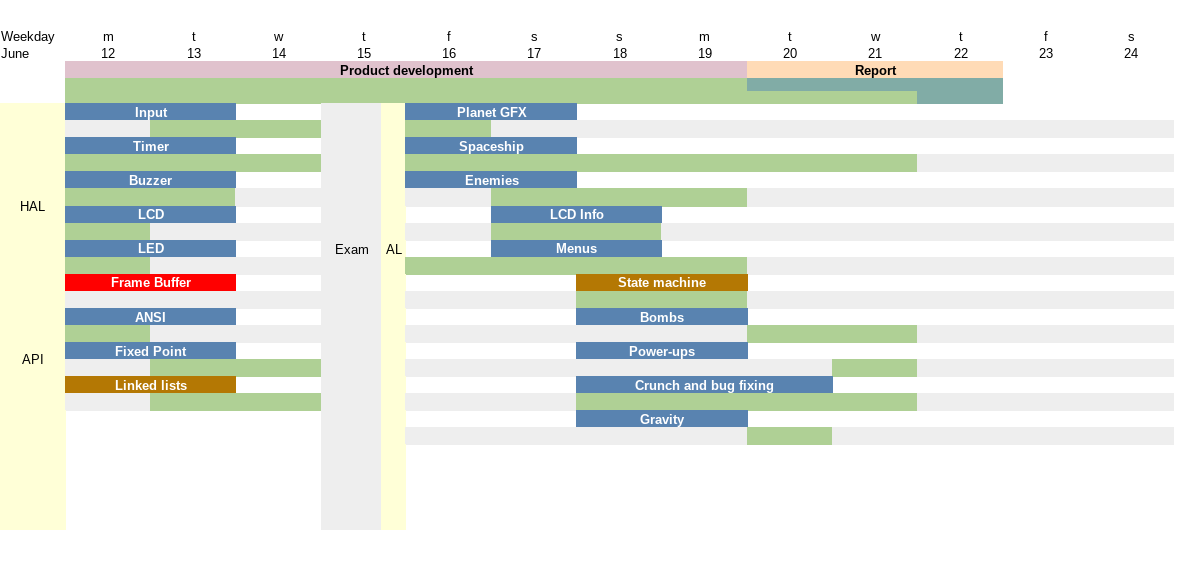 Weekday m t w t f s s m t w t f s
June 12 13 14 15 16 17 18 19 20 21 22 23 24
Product development Report
Input Planet GFX
Timer Spaceship
Buzzer Enemies
HAL
LCD LCD Info
LED Exam AL Menus
Frame Buffer State machine
ANSI Bombs
Fixed Point Power-ups
API
Linked lists Crunch and bug fixing
Gravity